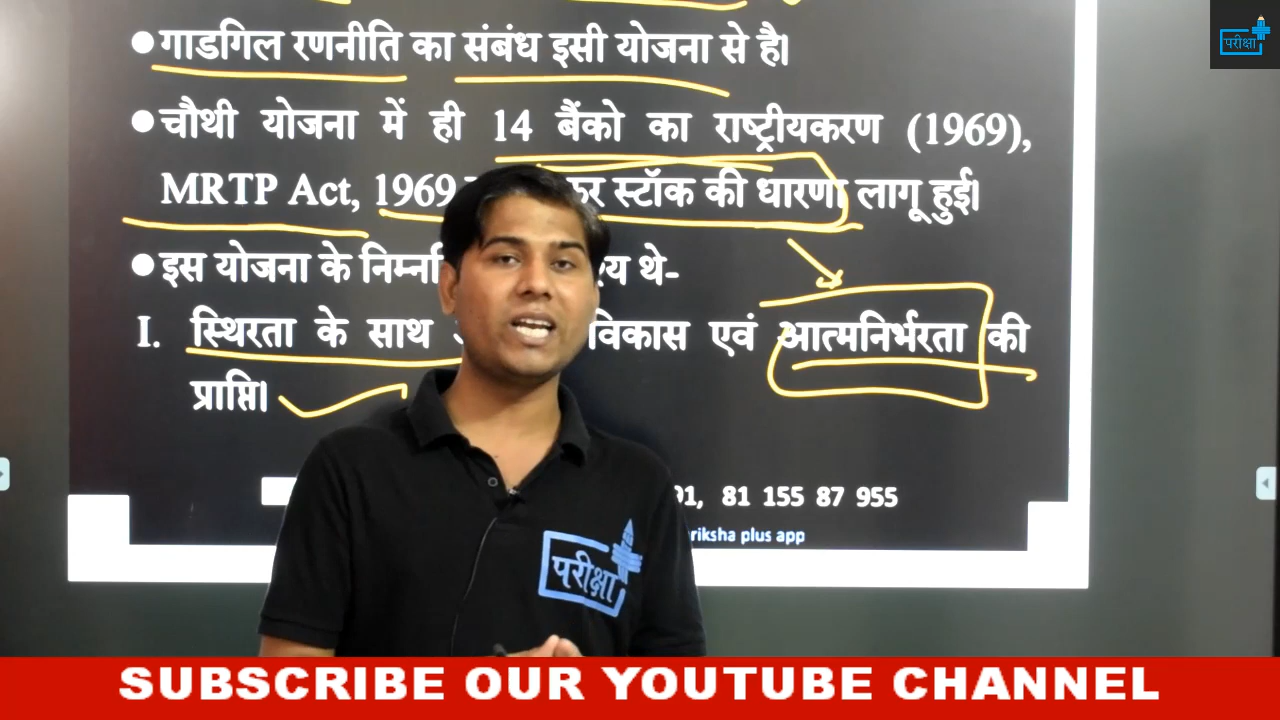 परीक्षा
●गाडगिल रणनीति का संबंध इसी योजना से है।
●चौथी योजना में ही 14 बैंको का राष्ट्रीयकरण (1969),
MRTP Act, 1969 स्टॉक की धारणा लागू हुई।
●इस योजना के थे-
I. स्थिरता के साथ विकास एवं आत्मनिर्भरता की
प्राप्ति।
91, 81 155 87 955
plus app
परीक्षा
SUBSCRIBE OUR YOUTUBE CHANNEL